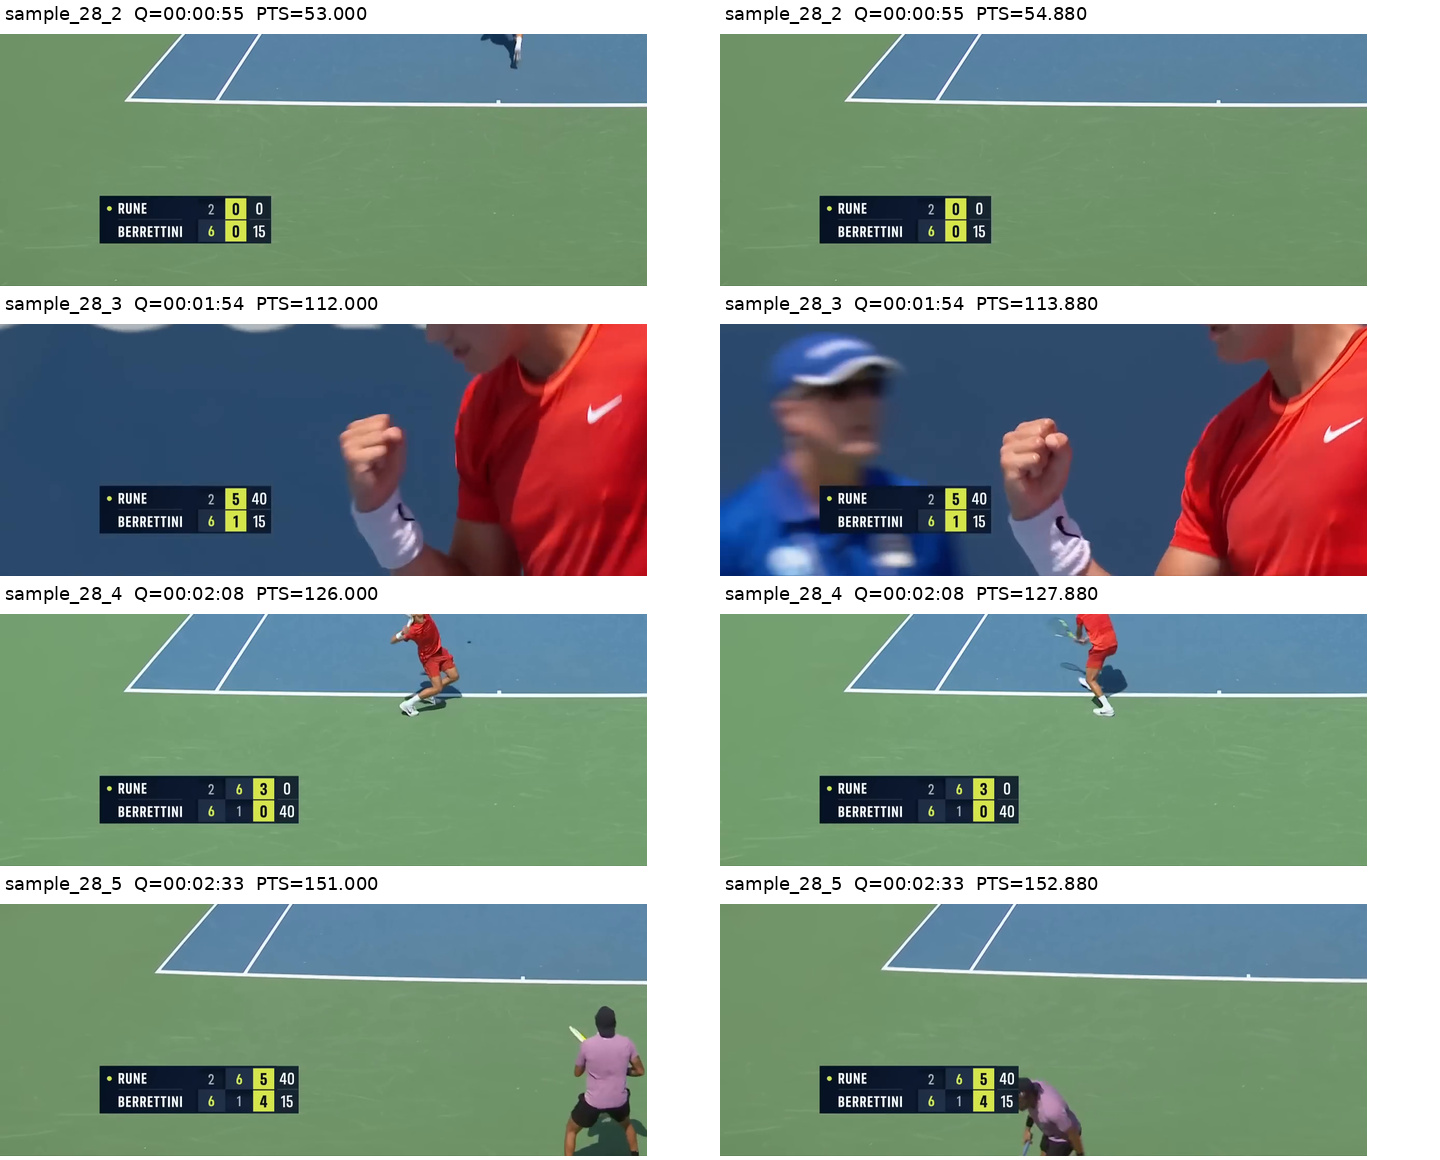 sample_28_2 Q=00:00:55 PTS=53.000
RUNE 2 0 0
BERRETTINI 6 0 15
sample_28_2 Q=00:00:55 PTS=54.880
RUNE 2 0 0
BERRETTINI 6 0 15
sample_28_3 Q=00:01:54 PTS=112.000
RUNE 2 5 40
BERRETTINI 6 1 15
sample_28_3 Q=00:01:54 PTS=113.880
RUNE 2 5 40
BERRETTINI 6 1 15
sample_28_4 Q=00:02:08 PTS=126.000
RUNE 2 6 3 0
BERRETTINI 6 1 0 40
sample_28_4 Q=00:02:08 PTS=127.880
RUNE 2 6 3 0
BERRETTINI 6 1 0 40
sample_28_5 Q=00:02:33 PTS=151.000
RUNE 2 6 5 40
BERRETTINI 6 1 4 15
sample_28_5 Q=00:02:33 PTS=152.880
RUNE 2 6 5 40
BERRETTINI 6 1 4 15